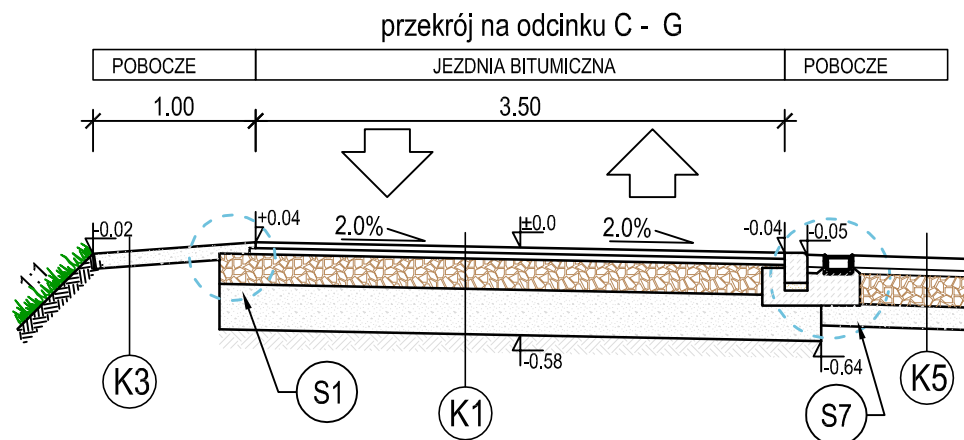 przekrój na odcinku C - G
POBOCZE JEZDNIA BITUMICZNA POBOCZE
1.00 3.50
+0.04 2.0% ±0.0 2.0% -0.04 -0.05
-0.02
1:1
-0.58 -0.64
K3 S1 K1 S7 K5